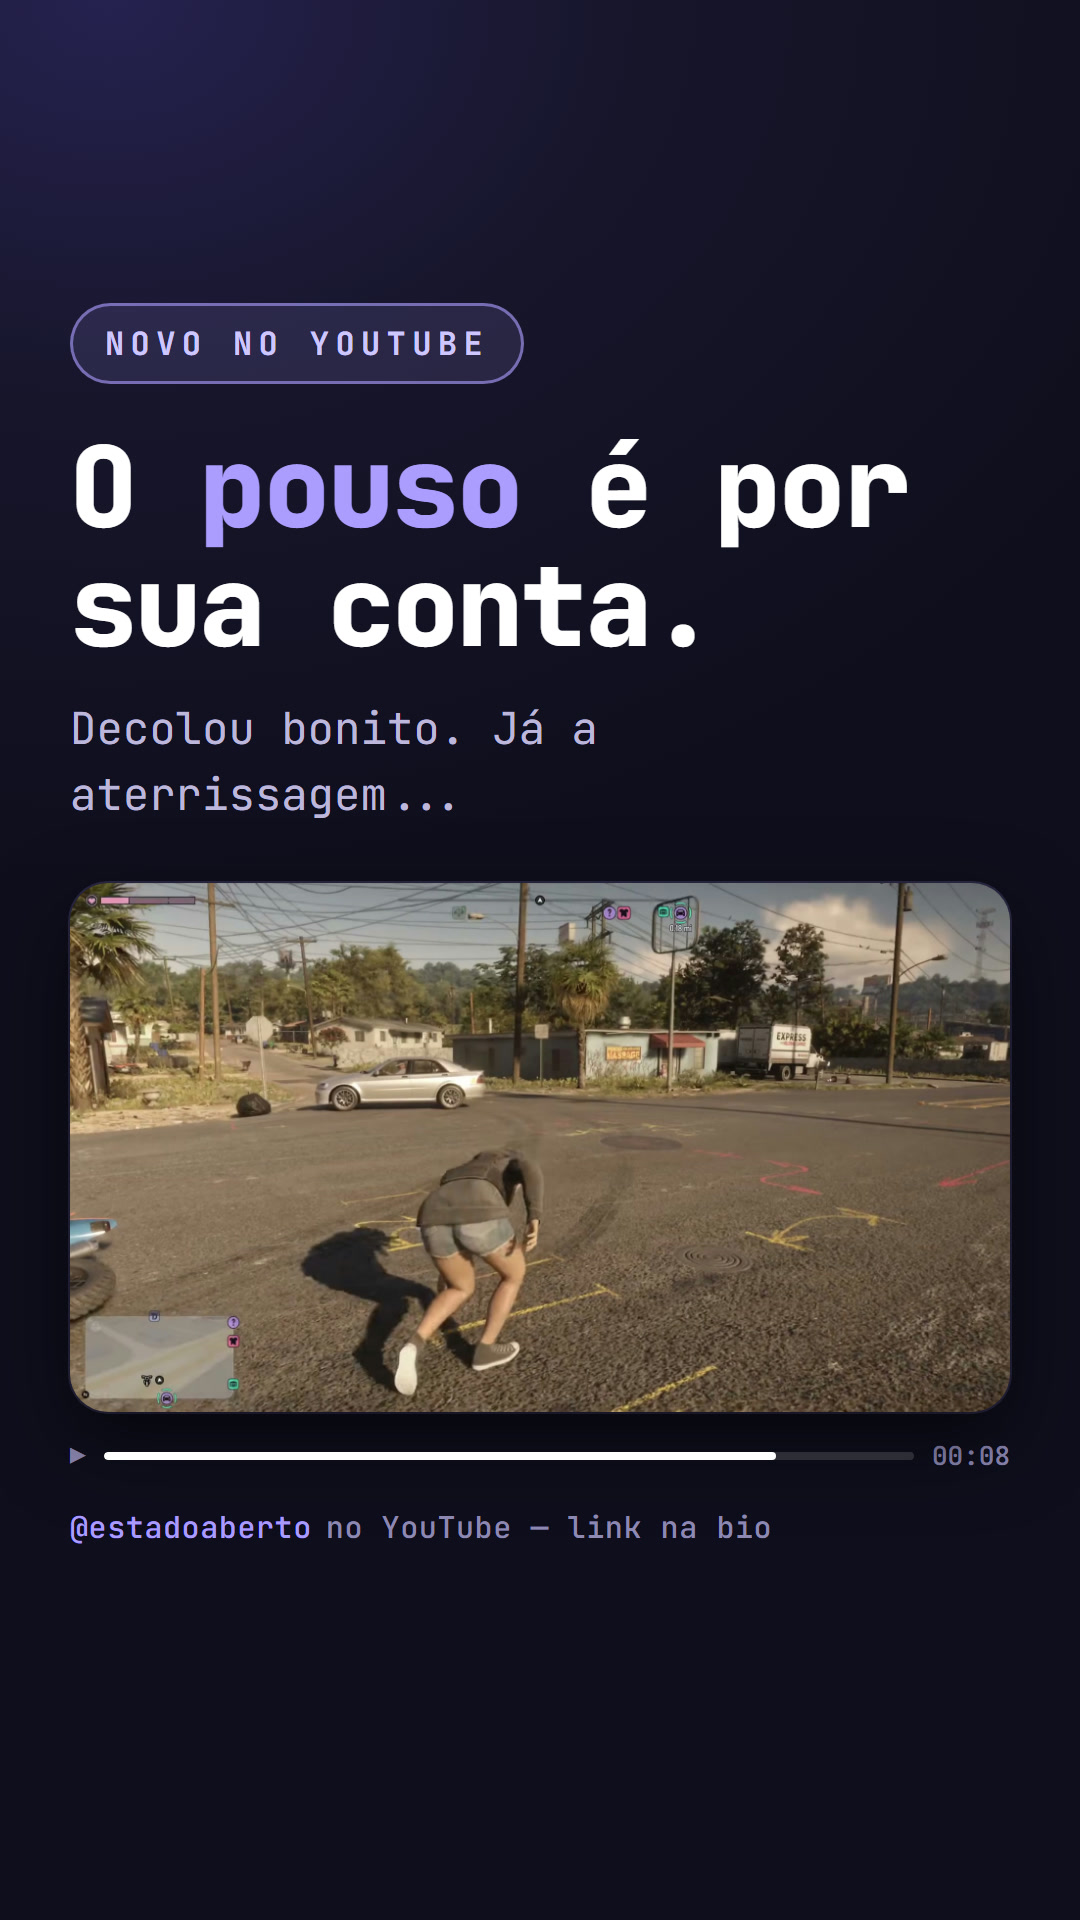 NOVO NO YOUTUBE
O pouso é por
sua conta.
Decolou bonito. Já a
aterrissagem...
EXPRESS
00:08
@estadoaberto no YouTube — link na bio